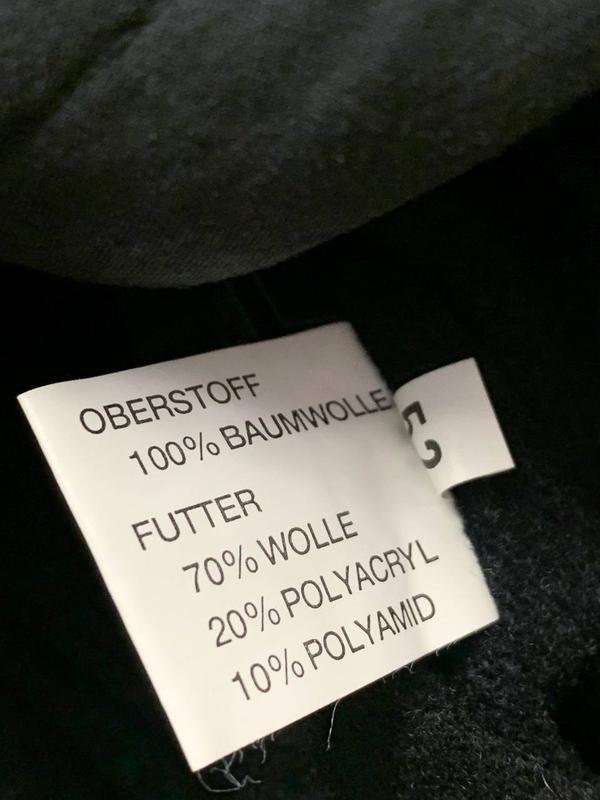 OBERSTOFF
100% BAUMWOLLE
FUTTER
70% WOLLE
20% POLYACRYL
10% POLYAMID